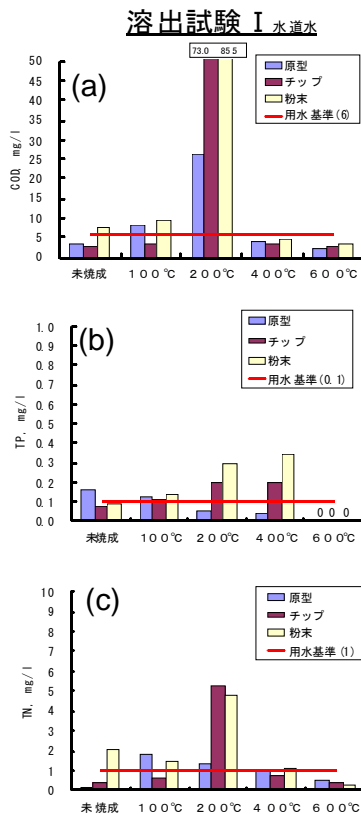 溶出試験Ⅰ水道水
(a)
73.0 85 5
原型
チップ
粉末
用水基準(6)
COD, mg/l
50
45
40
35
30
25
20
15
10
5
0
未焼成 100℃ 200℃ 400℃ 600℃
(b)
原型
チップ
粉末
用水基準(0.1)
TP, mg/l
1.0
0.9
0.8
0.7
0.6
0.5
0.4
0.3
0.2
0.1
0.0
0 0 0
未焼成 100℃ 200℃ 400℃ 600℃
(c)
原型
チップ
粉末
用水基準(1)
TN, mg/l
10
9
8
7
6
5
4
3
2
1
0
未焼成 100℃ 200℃ 400℃ 600℃